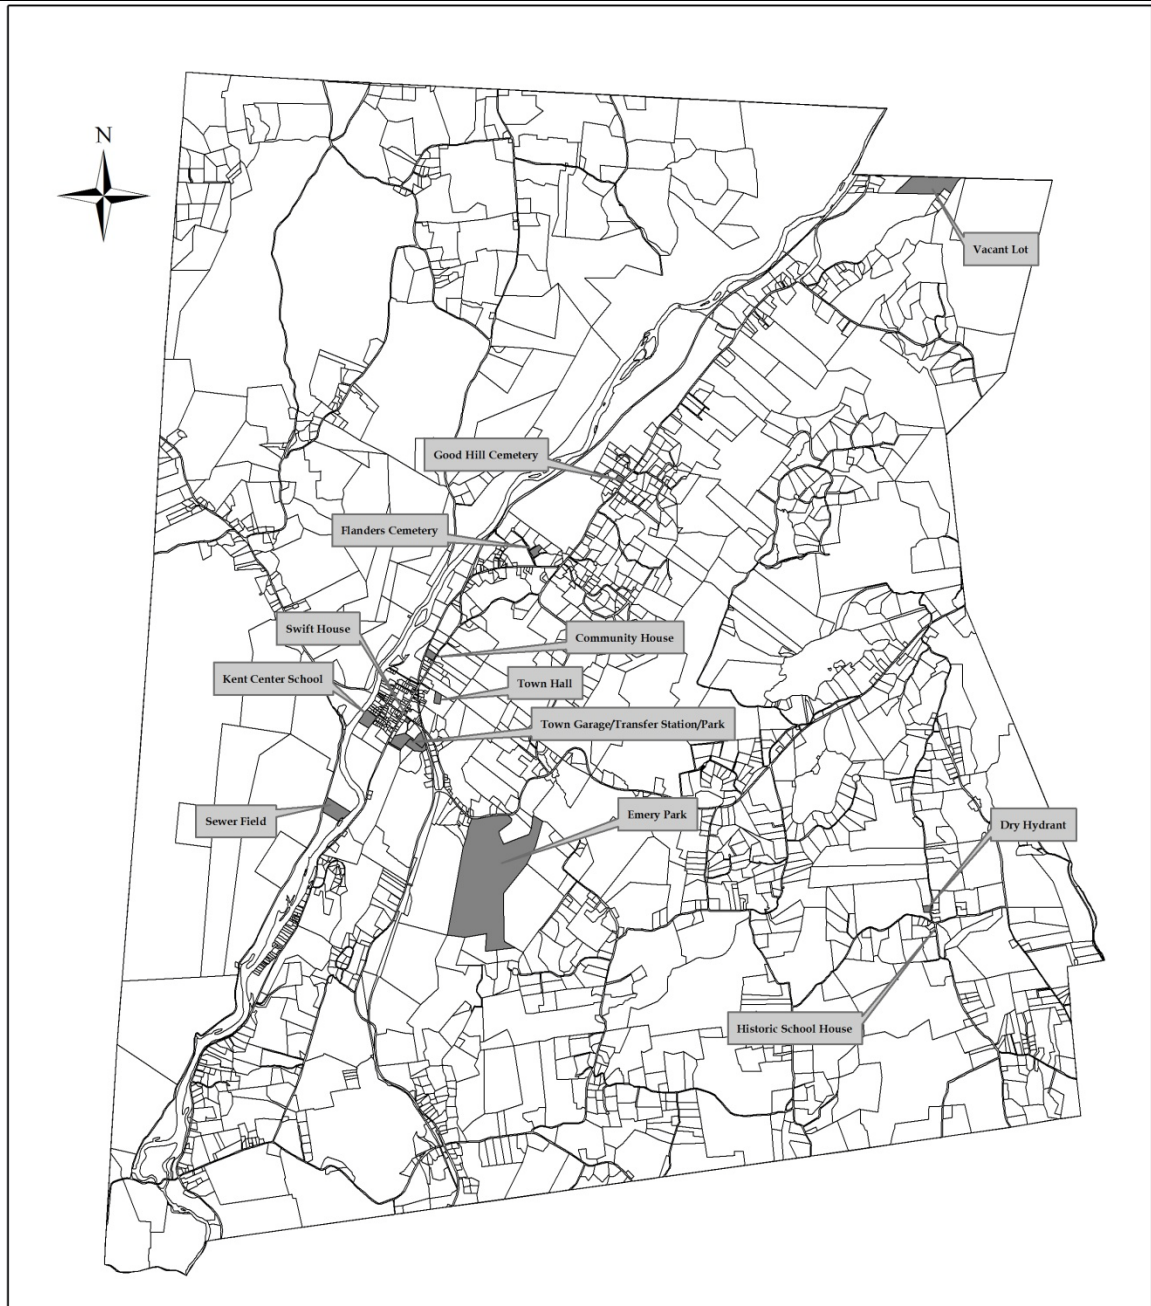 N
Vacant Lot
Good Hill Cemetery
Flanders Cemetery
Swift House
Community House
Kent Center School
Town Hall
Town Garage/Transfer Station/Park
Sewer Field
Emery Park
Dry Hydrant
Historic School House